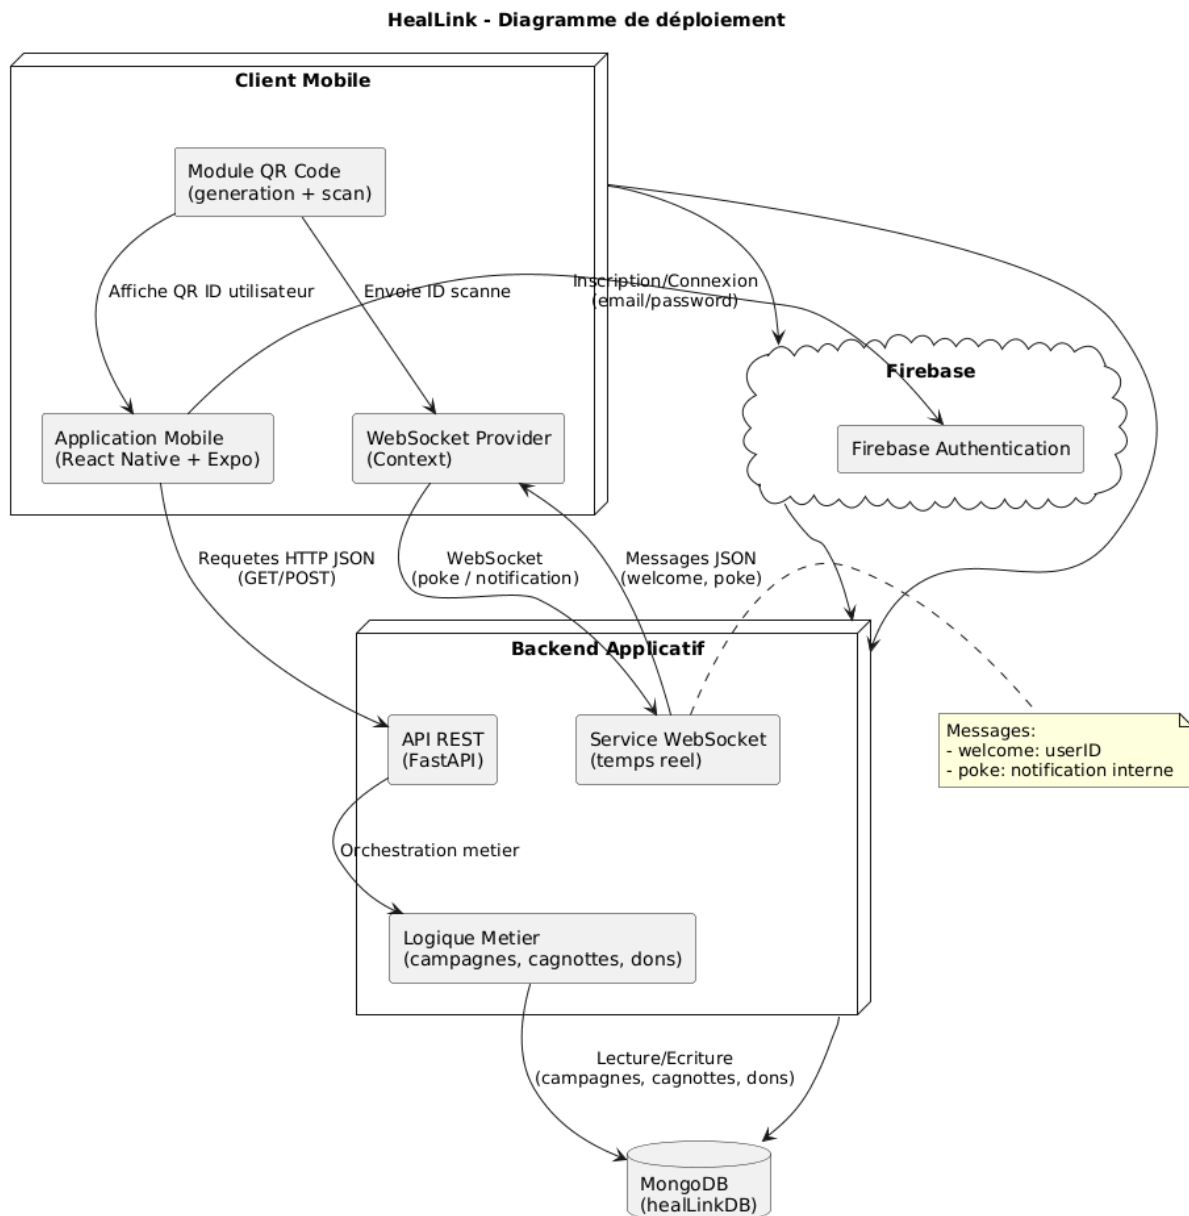 HealLink - Diagramme de déploiement
Client Mobile
Module QR Code
(generation + scan)
Affiche QR ID utilisateur
Envoie ID scanne
Inscription/Connexion
(email/password)
Firebase
Firebase Authentication
Application Mobile
(React Native + Expo)
WebSocket Provider
(Context)
Requetes HTTP JSON
(GET/POST)
WebSocket
(poke / notification)
Messages JSON
(welcome, poke)
Backend Applicatif
API REST
(FastAPI)
Service WebSocket
(temps reel)
Messages:
- welcome: userID
- poke: notification interne
Orchestration metier
Logique Metier
(campagnes, cagnottes, dons)
Lecture/Ecriture
(campagnes, cagnottes, dons)
MongoDB
(healLinkDB)